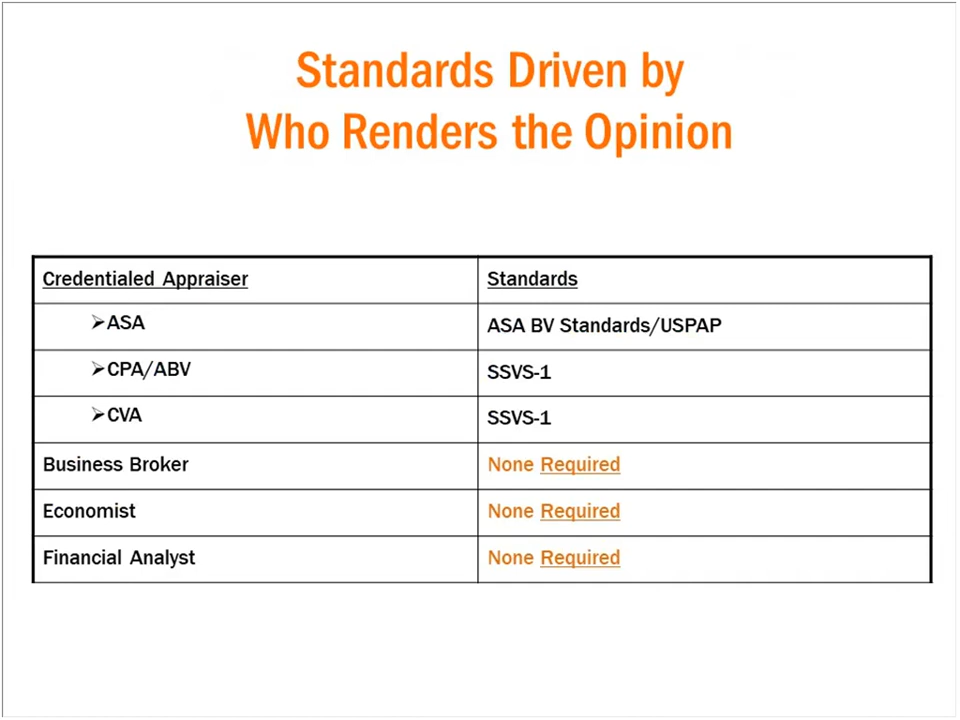 Standards Driven by
Who Renders the Opinion
Credentialed Appraiser Standards
➢ASA ASA BV Standards/USPAP
➢CPA/ABV SSVS-1
➢CVA SSVS-1
Business Broker None Required
Economist None Required
Financial Analyst None Required